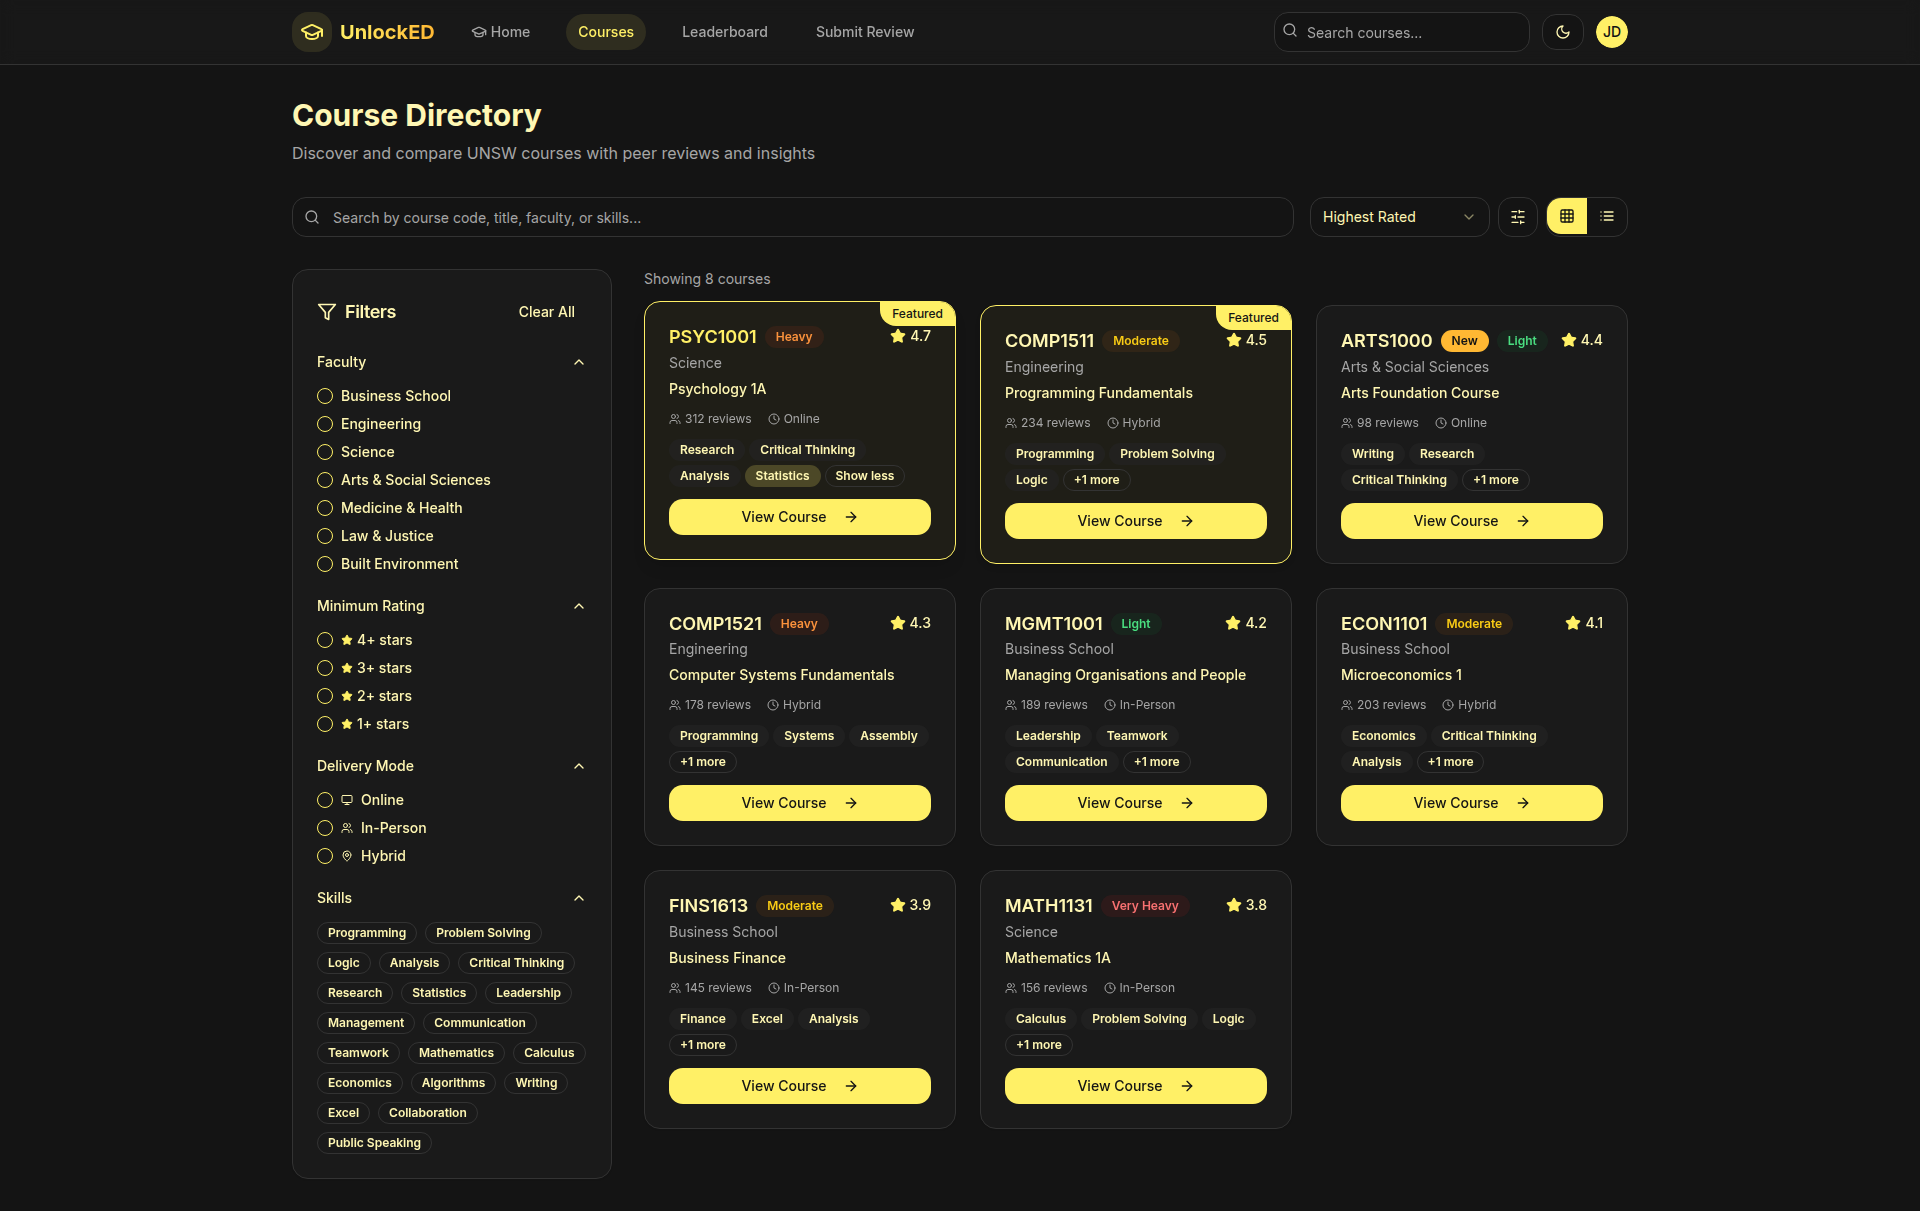 UnlockED
Home
Courses
Leaderboard
Submit Review
Search courses...
JD
Course Directory
Discover and compare UNSW courses with peer reviews and insights
Search by course code, title, faculty, or skills...
Highest Rated
Filters
Clear All
Faculty
Business School
Engineering
Science
Arts & Social Sciences
Medicine & Health
Law & Justice
Built Environment
Minimum Rating
4+ stars
3+ stars
2+ stars
1+ stars
Delivery Mode
Online
In-Person
Hybrid
Skills
Programming Problem Solving
Logic Analysis Critical Thinking
Research Statistics Leadership
Management Communication
Teamwork Mathematics Calculus
Economics Algorithms Writing
Excel Collaboration
Public Speaking
Showing 8 courses
Featured
PSYC1001 Heavy 4.7
Science
Psychology 1A
312 reviews Online
Research Critical Thinking
Analysis Statistics Show less
View Course
Featured
COMP1511 Moderate 4.5
Engineering
Programming Fundamentals
234 reviews Hybrid
Programming Problem Solving
Logic +1 more
View Course
ARTS1000 New Light 4.4
Arts & Social Sciences
Arts Foundation Course
98 reviews Online
Writing Research
Critical Thinking +1 more
View Course
COMP1521 Heavy 4.3
Engineering
Computer Systems Fundamentals
178 reviews Hybrid
Programming Systems Assembly
+1 more
View Course
MGMT1001 Light 4.2
Business School
Managing Organisations and People
189 reviews In-Person
Leadership Teamwork
Communication +1 more
View Course
ECON1101 Moderate 4.1
Business School
Microeconomics 1
203 reviews Hybrid
Economics Critical Thinking
Analysis +1 more
View Course
FINS1613 Moderate 3.9
Business School
Business Finance
145 reviews In-Person
Finance Excel Analysis
+1 more
View Course
MATH1131 Very Heavy 3.8
Science
Mathematics 1A
156 reviews In-Person
Calculus Problem Solving Logic
+1 more
View Course